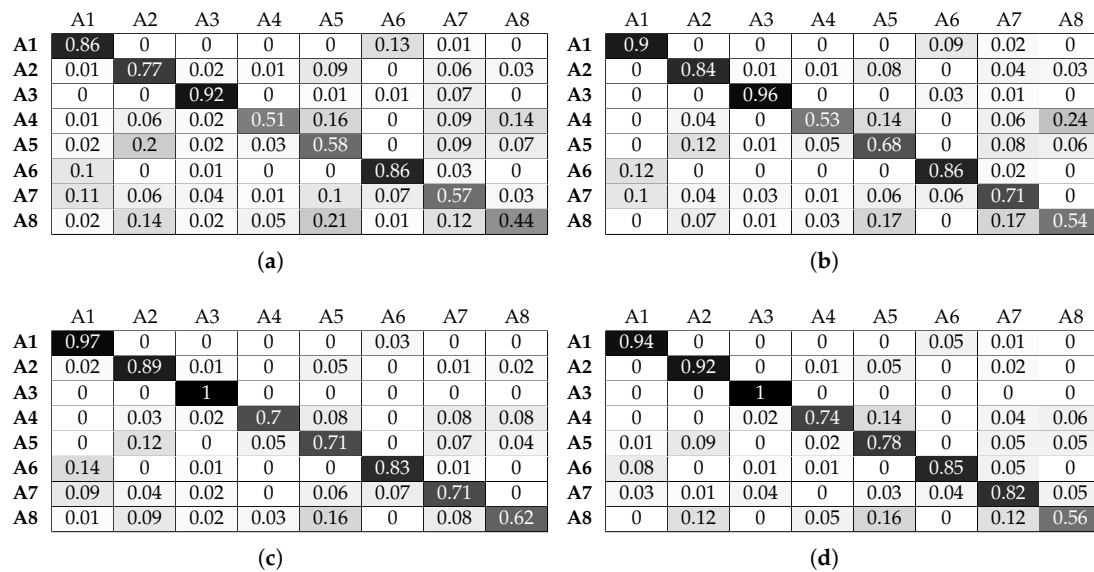 A1 A2 A3 A4 A5 A6 A7 A8
A1 0.86 0 0 0 0 0.13 0.01 0
A2 0.01 0.77 0.02 0.01 0.09 0 0.06 0.03
A3 0 0 0.92 0 0.01 0.01 0.07 0
A4 0.01 0.06 0.02 0.51 0.16 0 0.09 0.14
A5 0.02 0.2 0.02 0.03 0.58 0 0.09 0.07
A6 0.1 0 0.01 0 0 0.86 0.03 0
A7 0.11 0.06 0.04 0.01 0.1 0.07 0.57 0.03
A8 0.02 0.14 0.02 0.05 0.21 0.01 0.12 0.44
(a)
A1 A2 A3 A4 A5 A6 A7 A8
A1 0.9 0 0 0 0 0.09 0.02 0
A2 0 0.84 0.01 0.01 0.08 0 0.04 0.03
A3 0 0 0.96 0 0 0.03 0.01 0
A4 0 0.04 0 0.53 0.14 0 0.06 0.24
A5 0 0.12 0.01 0.05 0.68 0 0.08 0.06
A6 0.12 0 0 0 0 0.86 0.02 0
A7 0.1 0.04 0.03 0.01 0.06 0.06 0.71 0
A8 0 0.07 0.01 0.03 0.17 0 0.17 0.54
(b)
A1 A2 A3 A4 A5 A6 A7 A8
A1 0.97 0 0 0 0 0.03 0 0
A2 0.02 0.89 0.01 0 0.05 0 0.01 0.02
A3 0 0 1 0 0 0 0 0
A4 0 0.03 0.02 0.7 0.08 0 0.08 0.08
A5 0 0.12 0 0.05 0.71 0 0.07 0.04
A6 0.14 0 0.01 0 0 0.83 0.01 0
A7 0.09 0.04 0.02 0 0.06 0.07 0.71 0
A8 0.01 0.09 0.02 0.03 0.16 0 0.08 0.62
(c)
A1 A2 A3 A4 A5 A6 A7 A8
A1 0.94 0 0 0 0 0.05 0.01 0
A2 0 0.92 0 0.01 0.05 0 0.02 0
A3 0 0 1 0 0 0 0 0
A4 0 0 0.02 0.74 0.14 0 0.04 0.06
A5 0.01 0.09 0 0.02 0.78 0 0.05 0.05
A6 0.08 0 0.01 0.01 0 0.85 0.05 0
A7 0.03 0.01 0.04 0 0.03 0.04 0.82 0.05
A8 0 0.12 0 0.05 0.16 0 0.12 0.56
(d)